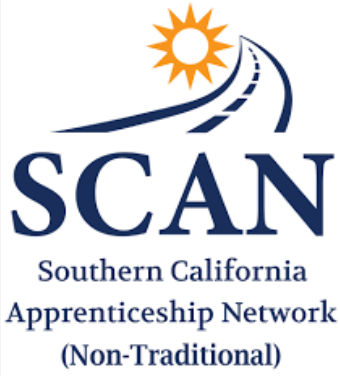 SCAN
Southern California
Apprenticeship Network
(Non-Traditional)